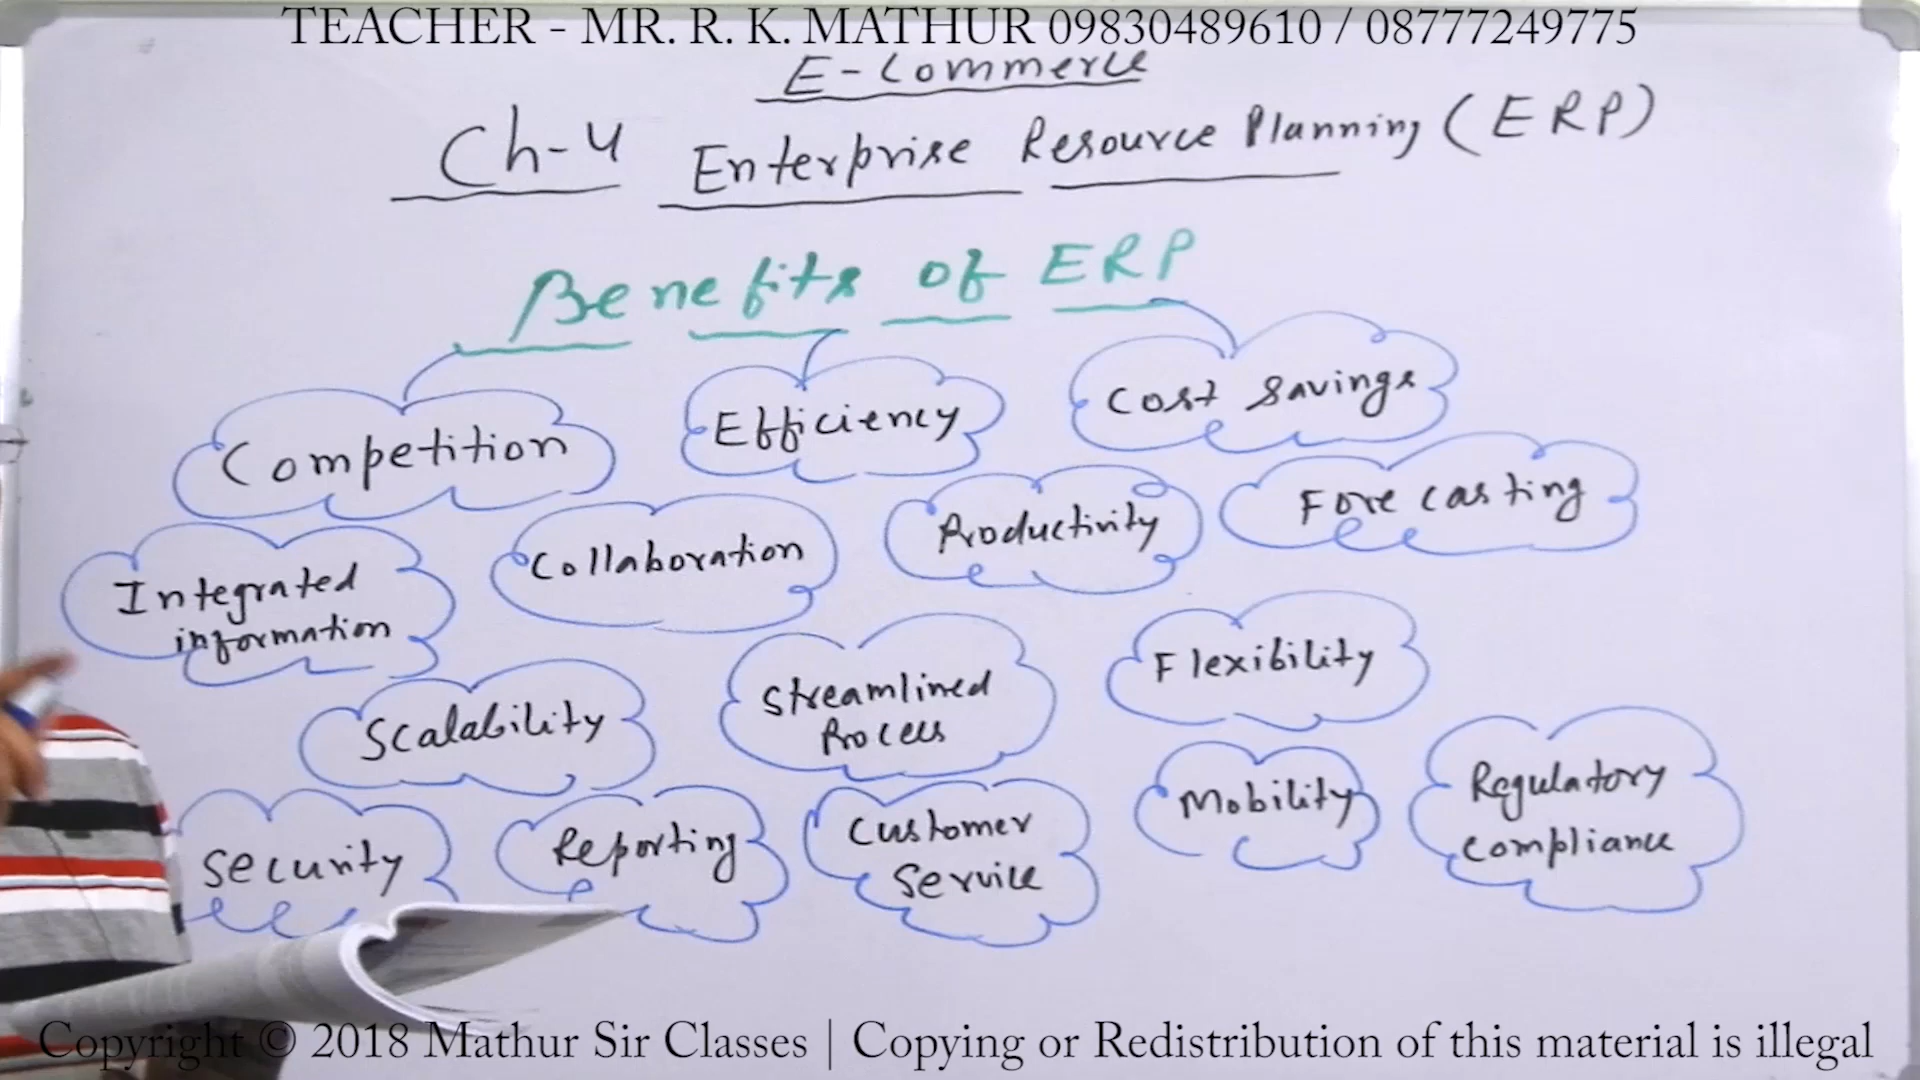 TEACHER - MR. R. K. MATHUR 09830489610 / 08777249775
E-Commerce
Ch-4 Enterprise Resource Planning (ERP)
Benefits of ERP
Competition
Efficiency
Cost Savings
Integrated
information
Collaboration
Productivity
Fore casting
Scalability
Streamlined
Process
Flexibility
Security
Reporting
Customer
Service
Mobility
Regulatory
compliance
Copyright © 2018 Mathur Sir Classes | Copying or Redistribution of this material is illegal